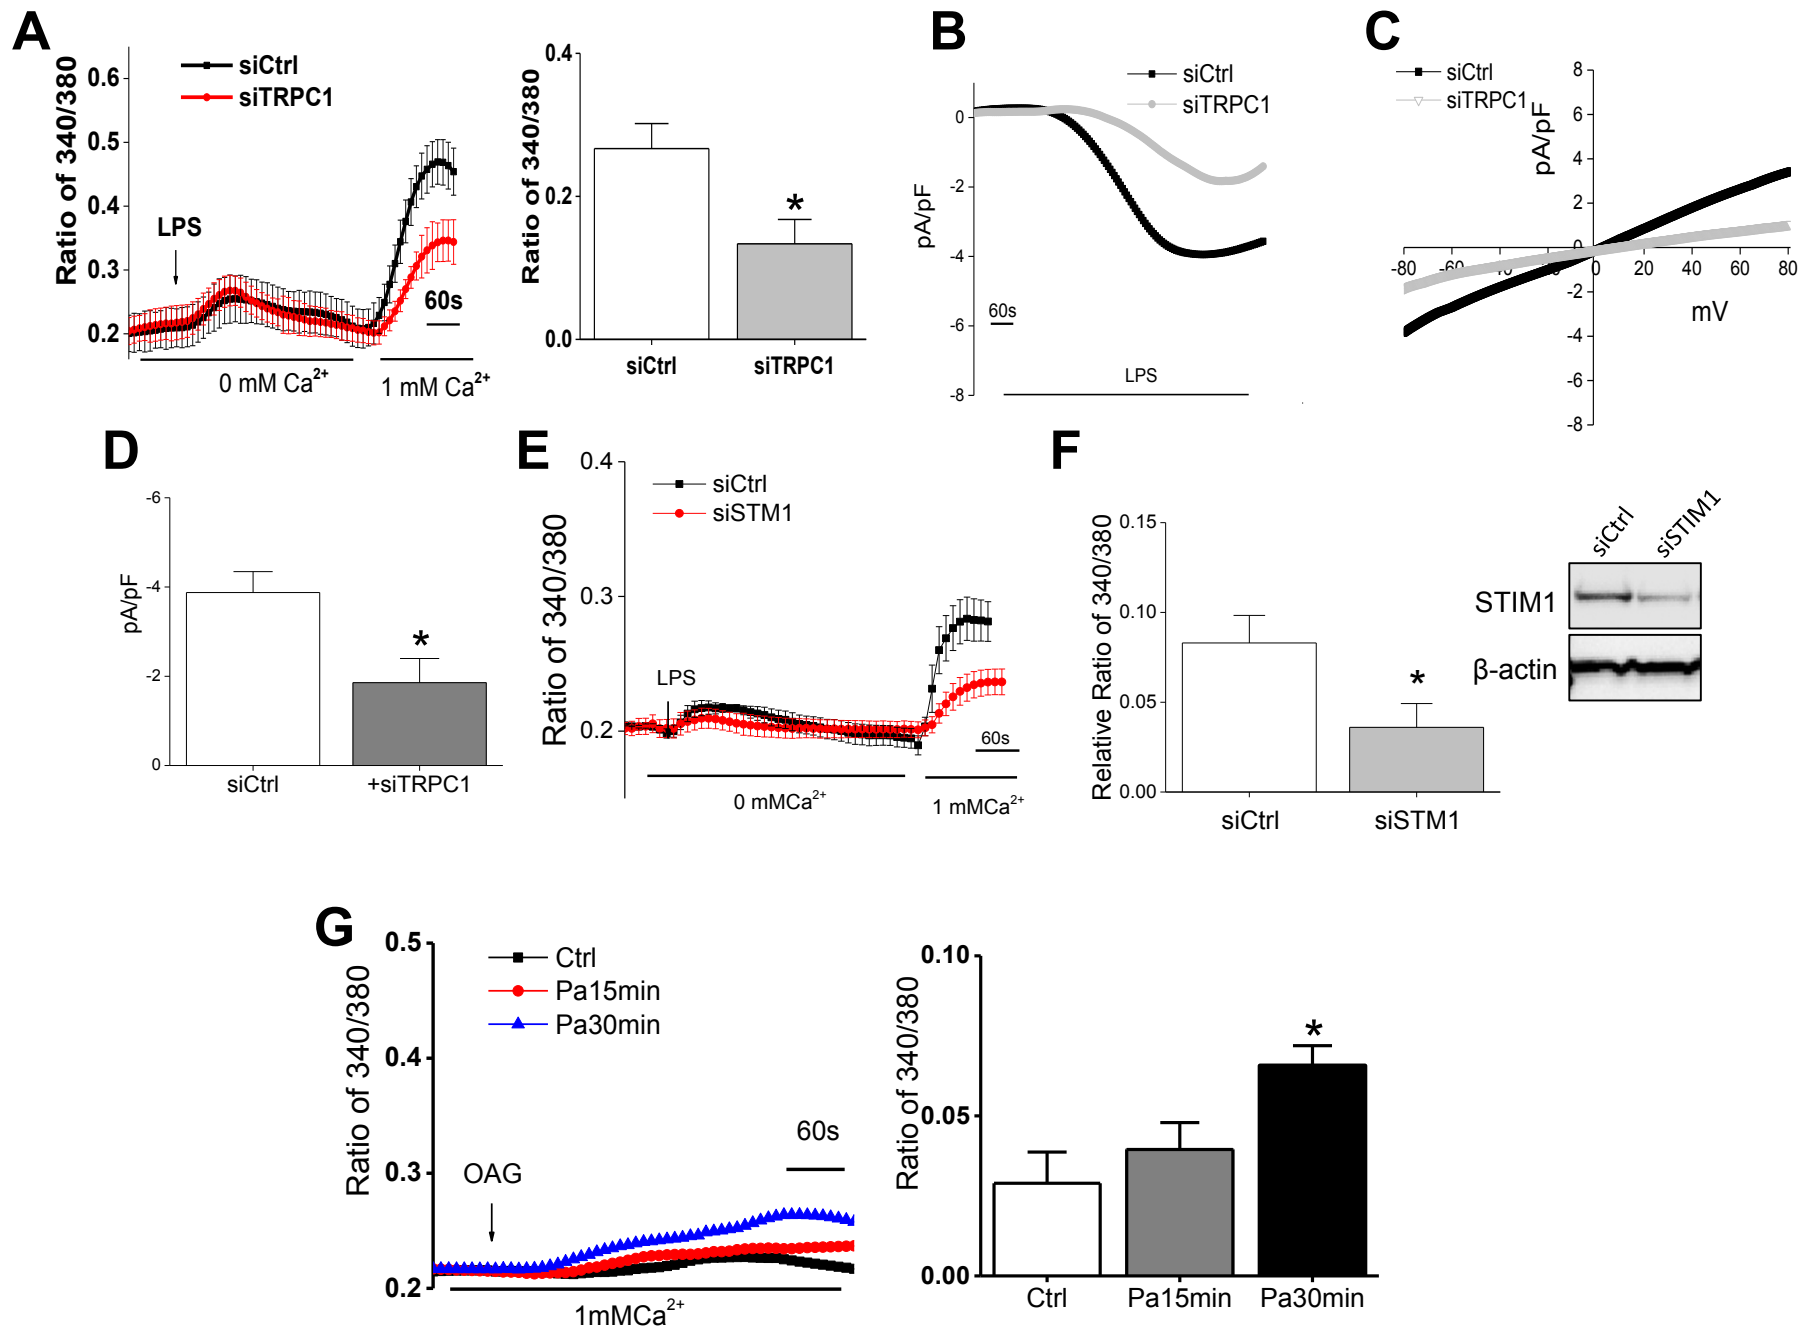 A
Ratio of 340/380
0.6
0.5
0.4
0.3
0.2
siCtrl
siTRPC1
LPS
60s
0 mM Ca²⁺
1 mM Ca²⁺
Ratio of 340/380
0.4
0.2
0.0
*
siCtrl
siTRPC1
B
siCtrl
siTRPC1
pA/pF
0
-2
-4
-6
-8
60s
LPS
C
siCtrl
siTRPC1
pA/pF
8
6
4
2
0
-2
-4
-6
-8
-80
-60
-40
-20
0
20
40
60
80
mV
D
pA/pF
-6
-4
-2
0
*
siCtrl
+siTRPC1
E
Ratio of 340/380
0.4
0.3
0.2
siCtrl
siSTM1
LPS
60s
0 mMCa²⁺
1 mMCa²⁺
F
Relative Ratio of 340/380
0.15
0.10
0.05
0.00
*
siCtrl
siSTM1
siCtrl
siSTIM1
STIM1
β-actin
G
Ratio of 340/380
0.5
0.4
0.3
0.2
Ctrl
Pa15min
Pa30min
OAG
60s
1mMCa²⁺
Ratio of 340/380
0.10
0.05
0.00
*
Ctrl
Pa15min
Pa30min